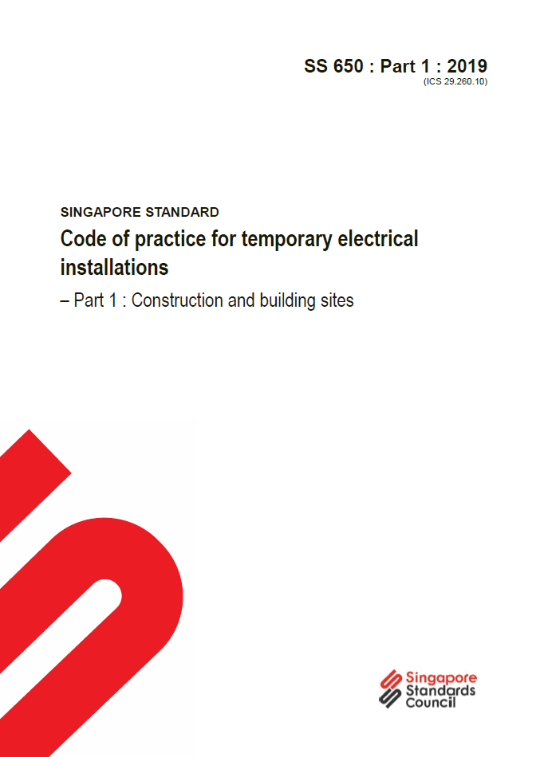 SS 650 : Part 1 : 2019
(ICS 29.260.10)
SINGAPORE STANDARD
Code of practice for temporary electrical
installations
– Part 1 : Construction and building sites
Singapore
Standards
Council